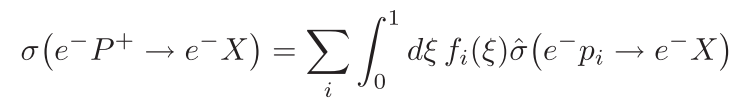 σ(e⁻P⁺ → e⁻X) = ∑ᵢ ∫₀¹ dξ fᵢ(ξ)σ̂(e⁻pᵢ → e⁻X)